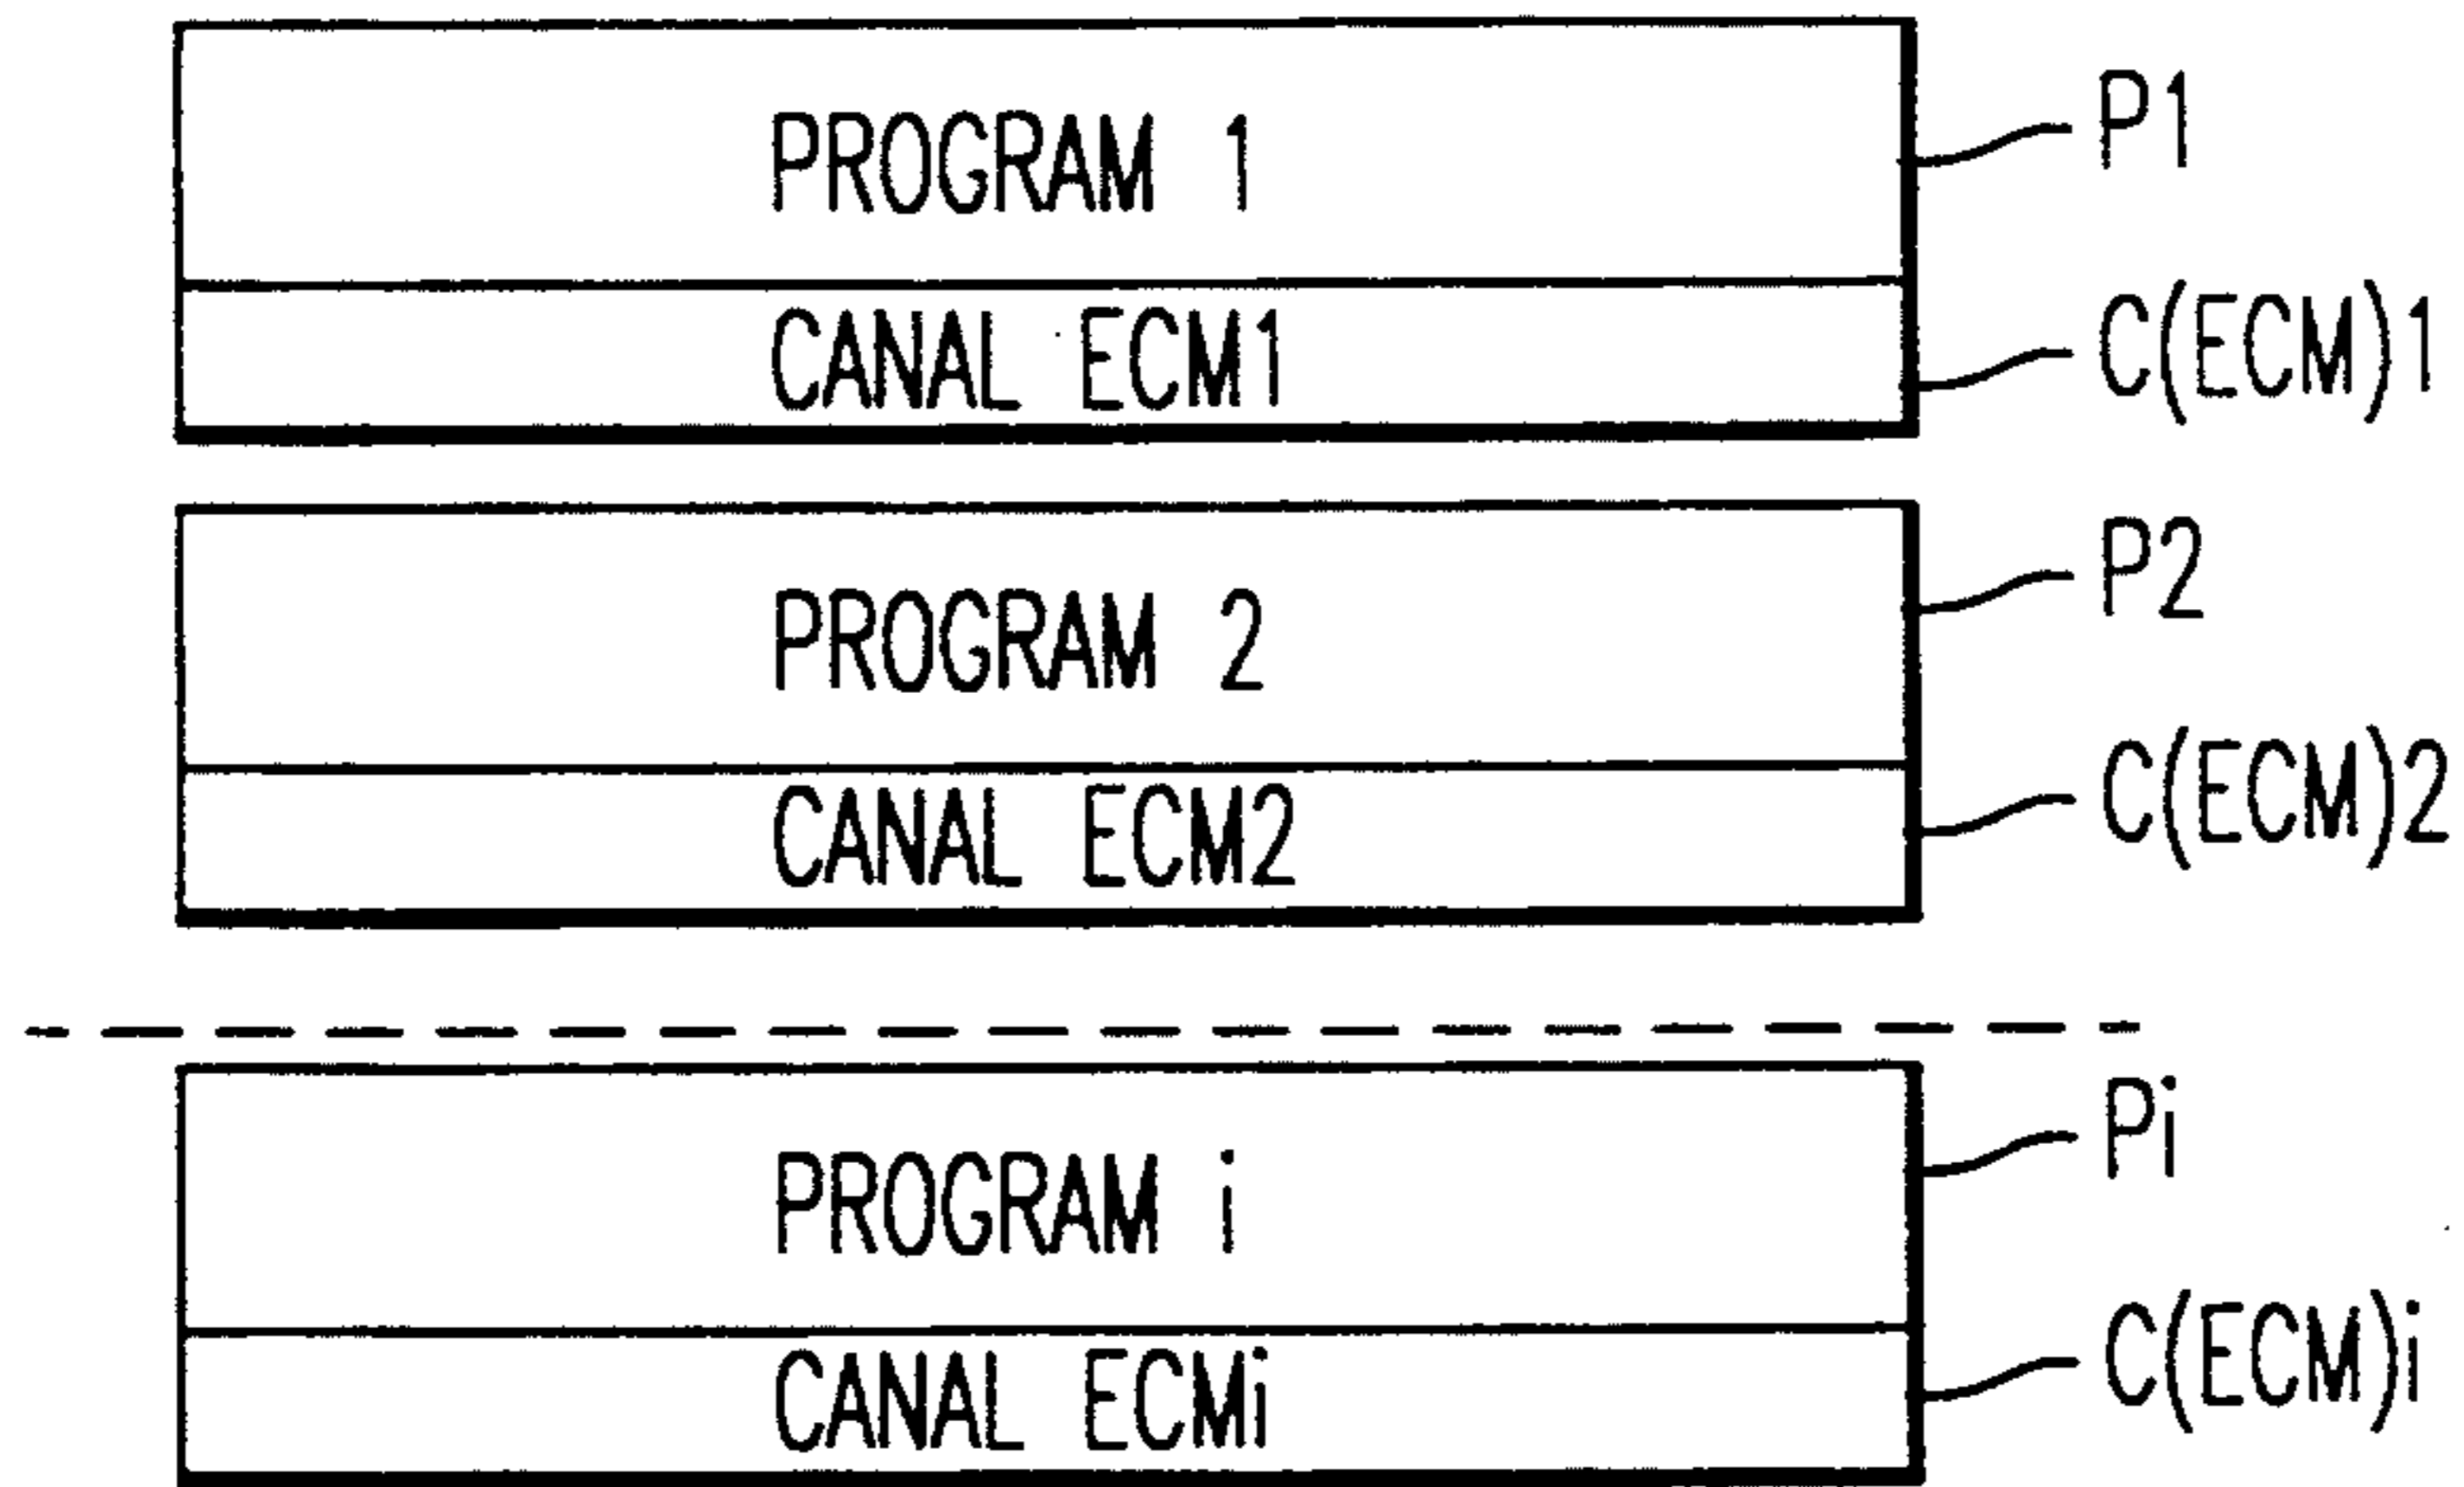 PROGRAM 1
P1
CANAL ECM1
C(ECM)1
PROGRAM 2
P2
CANAL ECM2
C(ECM)2
PROGRAM i
Pi
CANAL ECMi
C(ECM)i